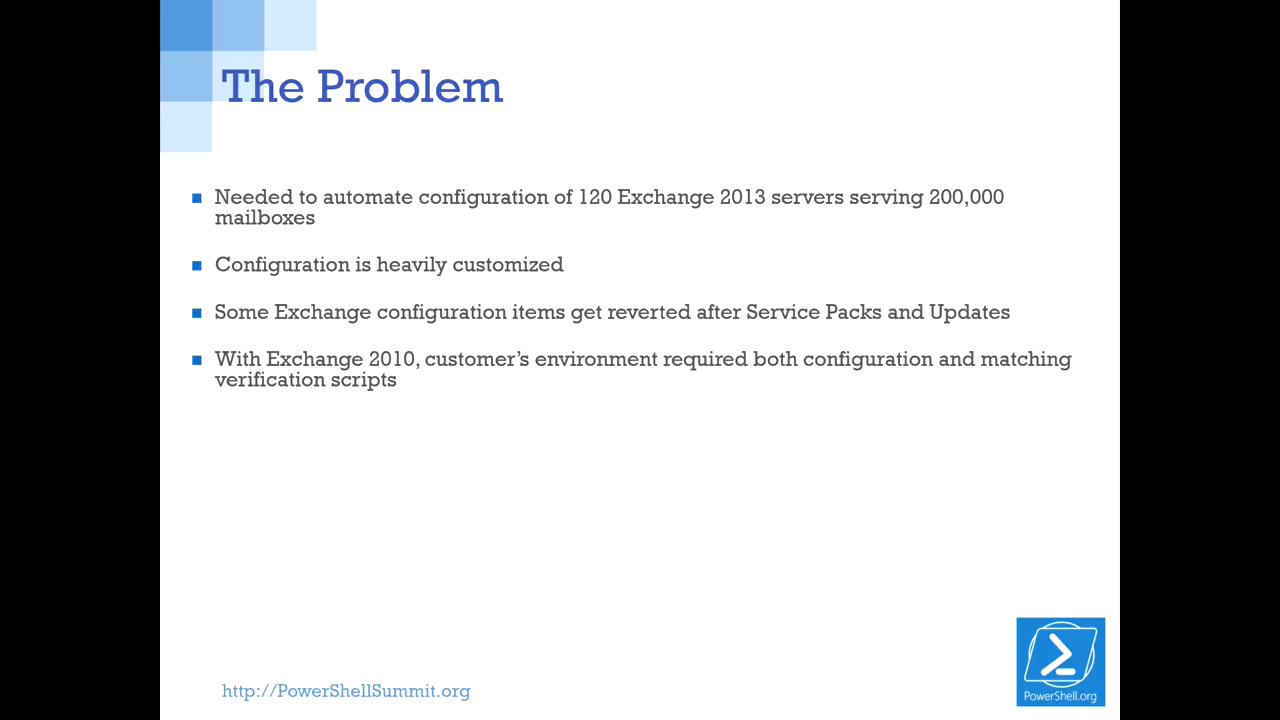 The Problem
Needed to automate configuration of 120 Exchange 2013 servers serving 200,000
mailboxes
Configuration is heavily customized
Some Exchange configuration items get reverted after Service Packs and Updates
With Exchange 2010, customer’s environment required both configuration and matching
verification scripts
http://PowerShellSummit.org
PowerShell.org